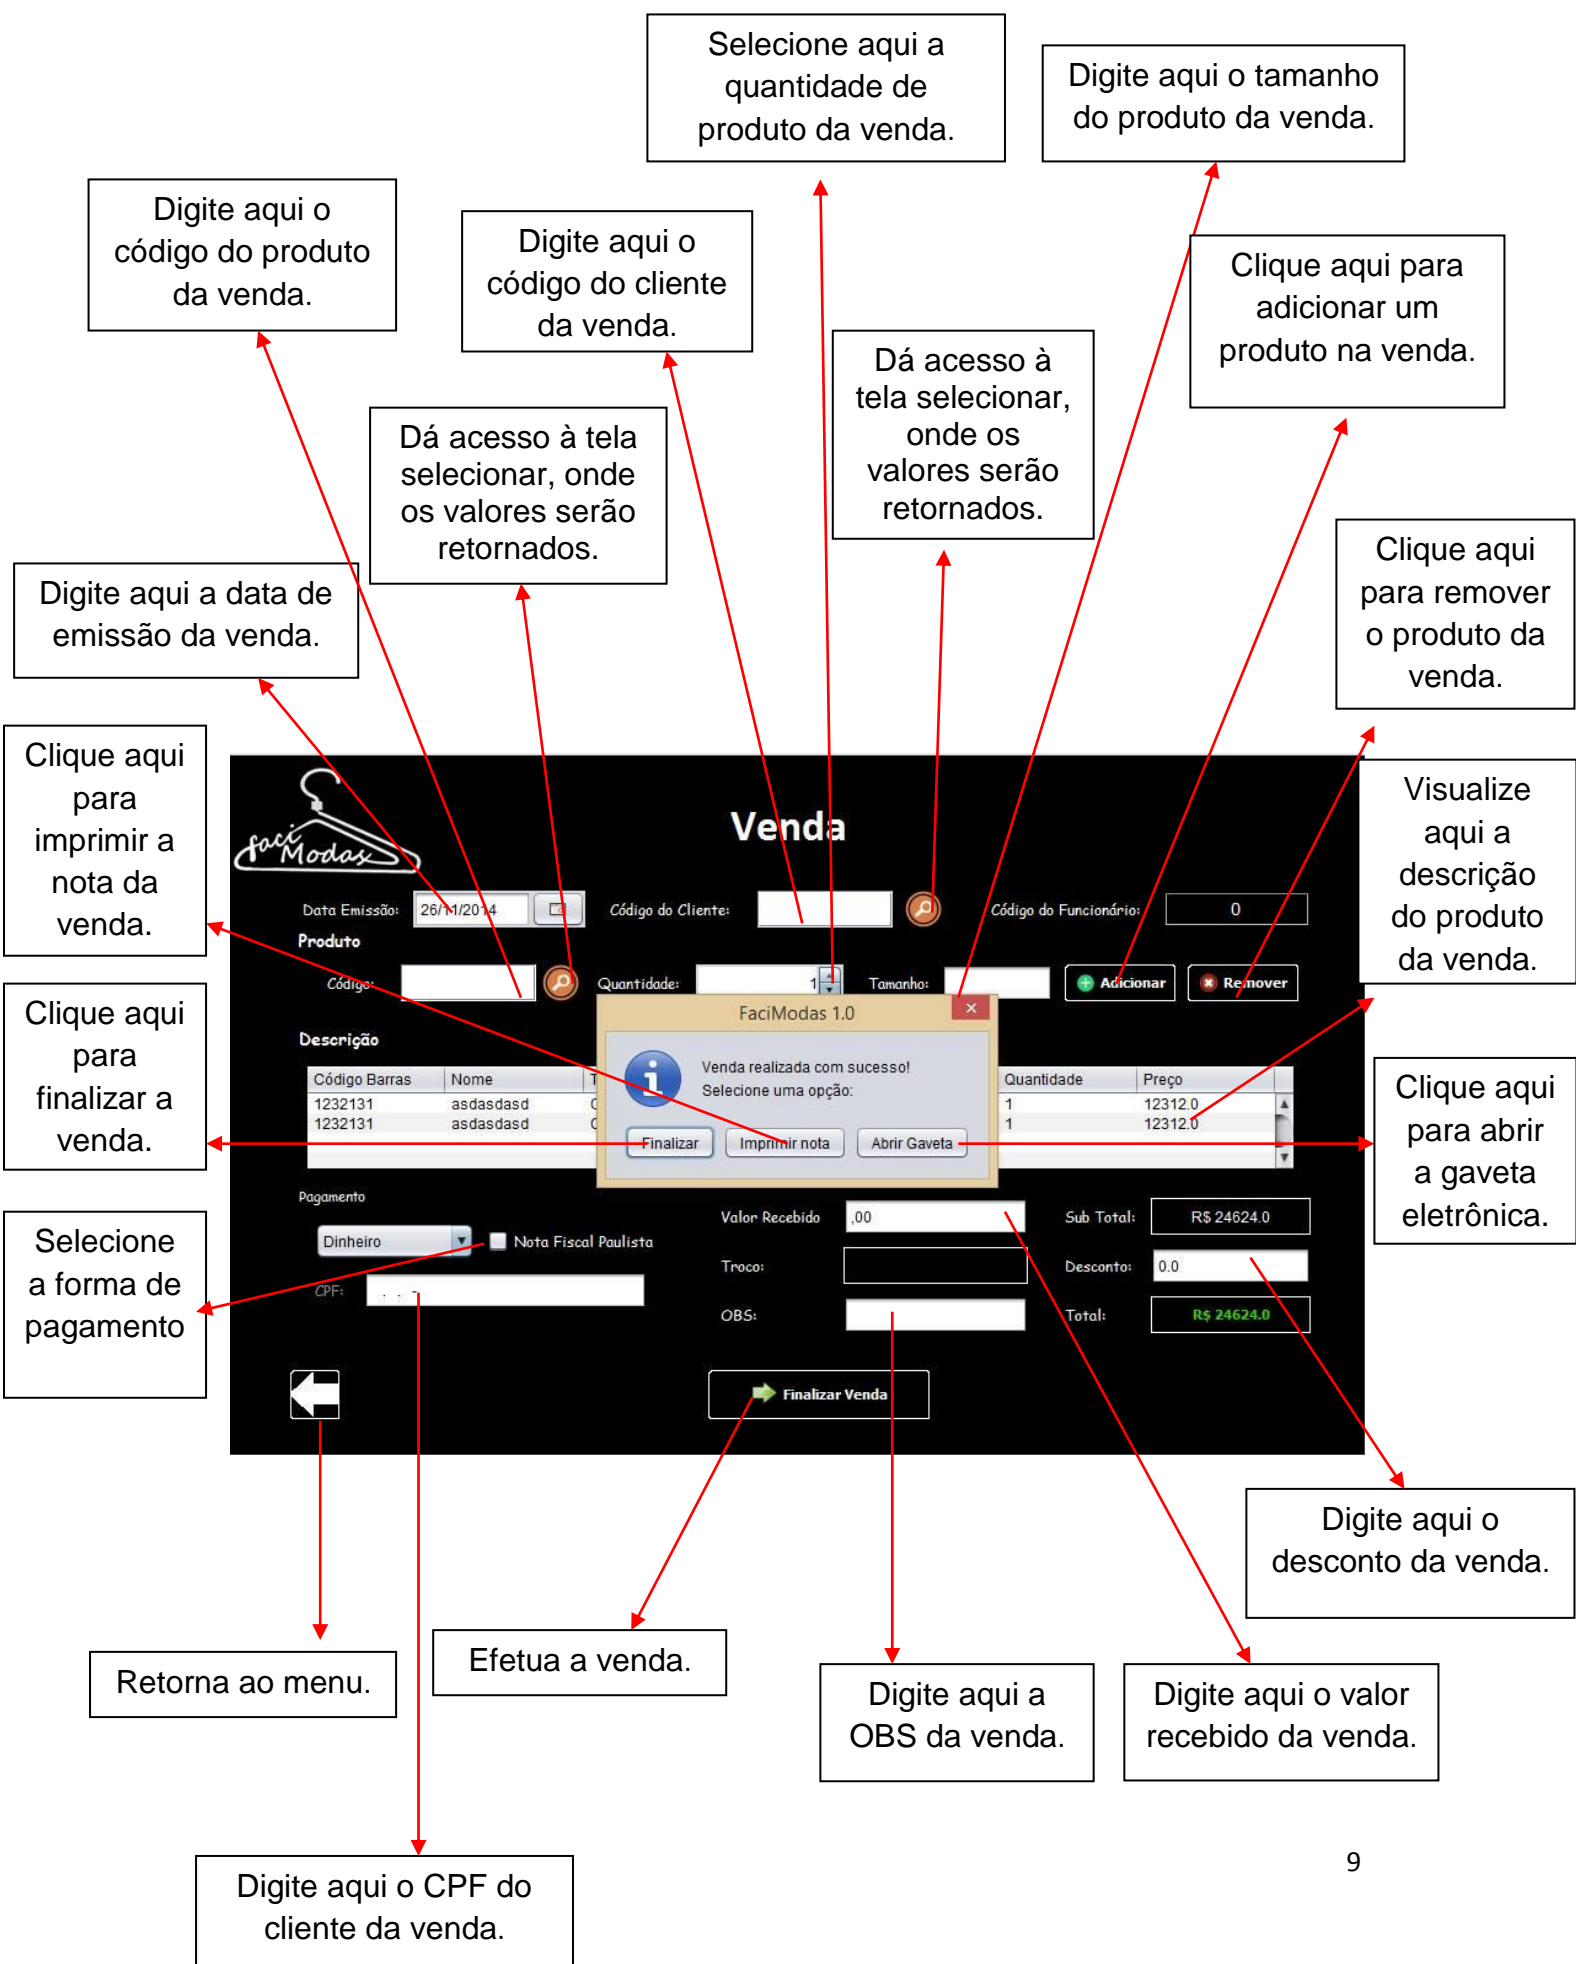 Selecione aqui a
quantidade de
produto da venda.
Digite aqui o tamanho
do produto da venda.
Digite aqui o
código do produto
da venda.
Digite aqui o
código do cliente
da venda.
Clique aqui para
adicionar um
produto na venda.
Dá acesso à
tela selecionar,
onde os
valores serão
retornados.
Dá acesso à tela
selecionar, onde
os valores serão
retornados.
Clique aqui
para remover
o produto da
venda.
Digite aqui a data de
emissão da venda.
Clique aqui
para
imprimir a
nota da
venda.
Visualize
aqui a
descrição
do produto
da venda.
faci
Modas
Venda
Data Emissão: 26/11/2014 Código do Cliente: Código do Funcionário: 0
Produto
Código: Quantidade: 1 Tamanho: Adicionar Remover
Clique aqui
para
finalizar a
venda.
FaciModas 1.0
Venda realizada com sucesso!
Selecione uma opção:
Finalizar Imprimir nota Abrir Gaveta
Descrição
Código Barras Nome Quantidade Preço
1232131 asdasdasd 1 12312.0
1232131 asdasdasd 1 12312.0
Clique aqui
para abrir
a gaveta
eletrônica.
Selecione
a forma de
pagamento
Pagamento
Dinheiro Nota Fiscal Paulista
CPF: . . -
Valor Recebido ,00 Sub Total: R$ 24624.0
Troco: Desconto: 0.0
OBS: Total: R$ 24624.0
Finalizar Venda
Digite aqui o
desconto da venda.
Retorna ao menu.
Efetua a venda.
Digite aqui a
OBS da venda.
Digite aqui o valor
recebido da venda.
Digite aqui o CPF do
cliente da venda.
9